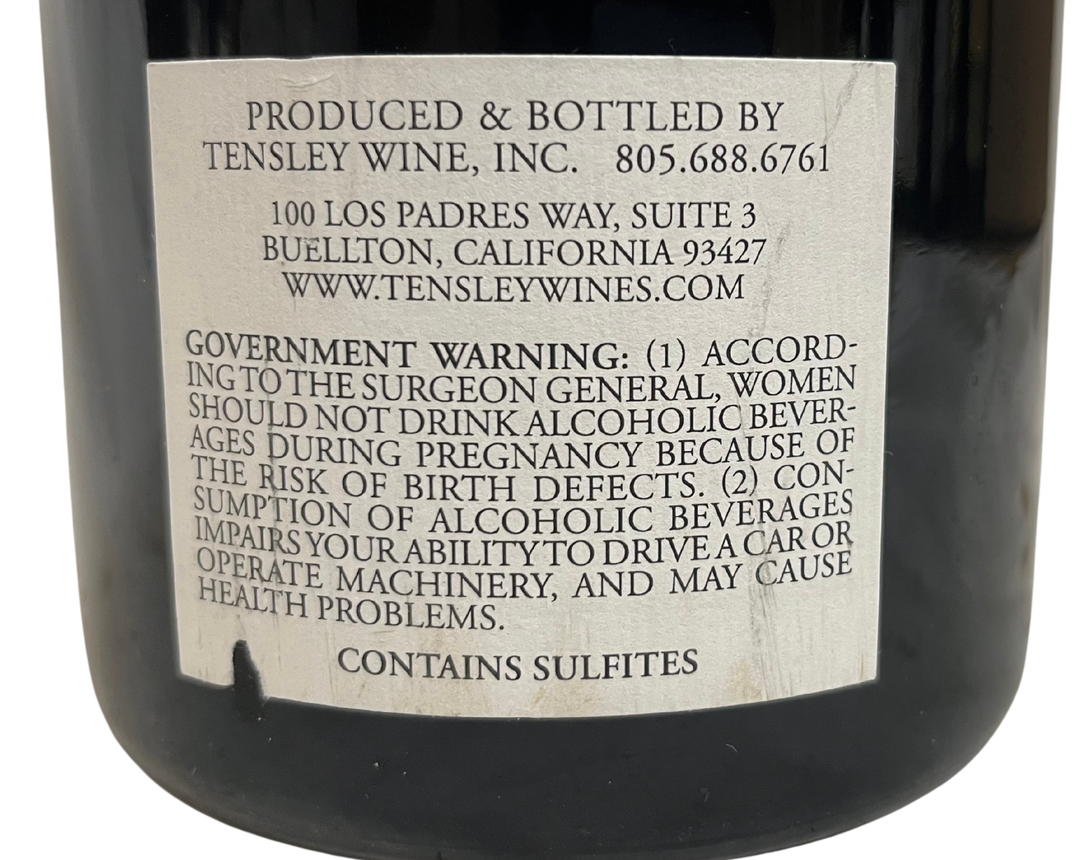 PRODUCED & BOTTLED BY
TENSLEY WINE, INC. 805.688.6761
100 LOS PADRES WAY, SUITE 3
BUELLTON, CALIFORNIA 93427
WWW.TENSLEYWINES.COM
GOVERNMENT WARNING: (1) ACCORD-
ING TO THE SURGEON GENERAL, WOMEN
SHOULD NOT DRINK ALCOHOLIC BEVER-
AGES DURING PREGNANCY BECAUSE OF
THE RISK OF BIRTH DEFECTS. (2) CON-
SUMPTION OF ALCOHOLIC BEVERAGES
IMPAIRS YOUR ABILITY TO DRIVE A CAR OR
OPERATE MACHINERY, AND MAY CAUSE
HEALTH PROBLEMS.
CONTAINS SULFITES